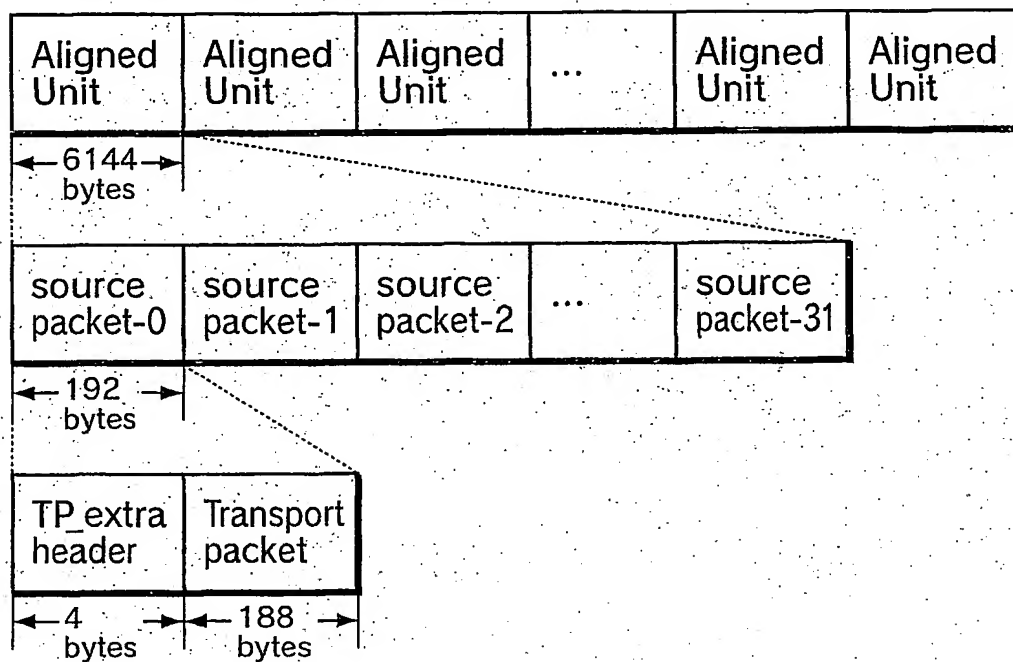 Aligned Unit
Aligned Unit
Aligned Unit
...
Aligned Unit
Aligned Unit
6144 bytes
source packet-0
source packet-1
source packet-2
...
source packet-31
192 bytes
TP_extra header
Transport packet
4 bytes
188 bytes